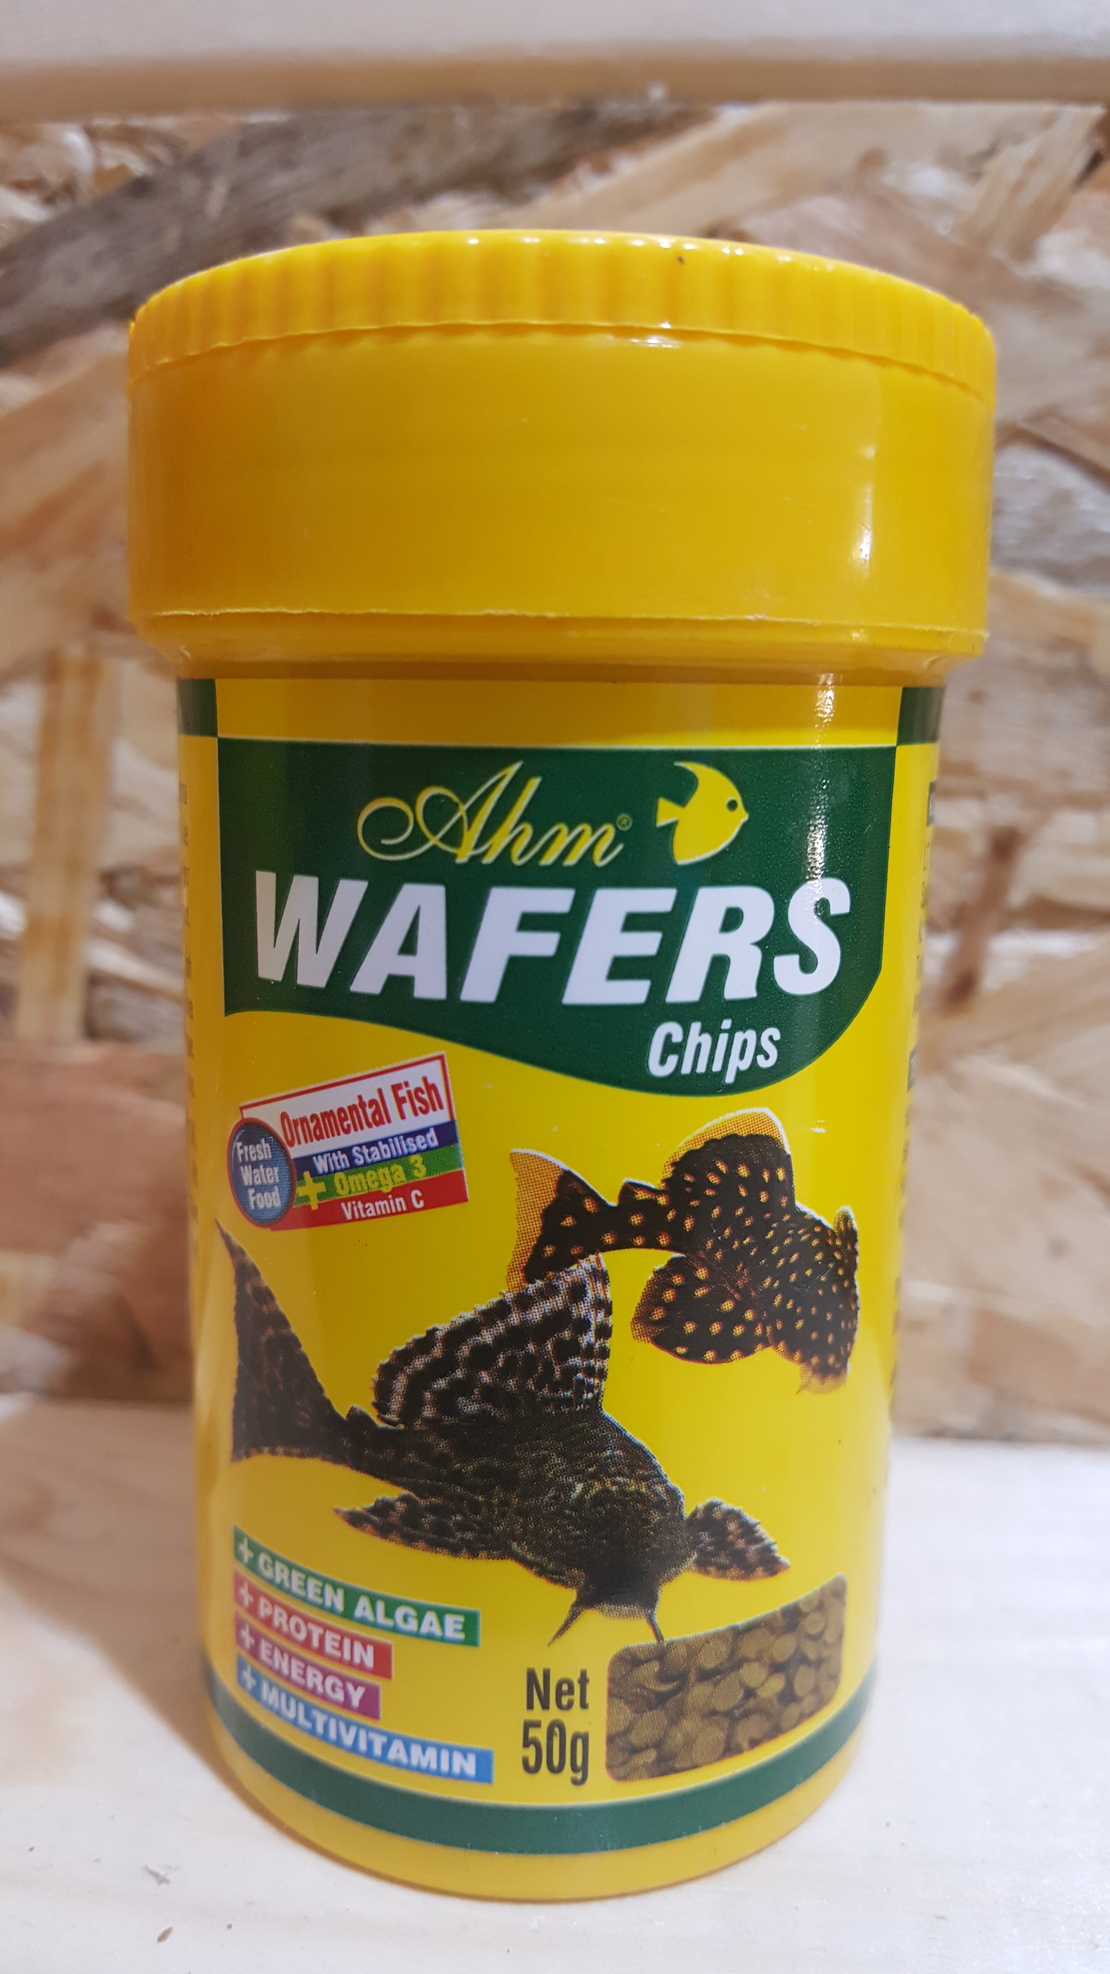 Ahm®
WAFERS
Chips
Ornamental Fish
Fresh
Water
Food
With Stabilised
+ Omega 3
Vitamin C
+ GREEN ALGAE
+ PROTEIN
+ ENERGY
+ MULTIVITAMIN
Net
50g